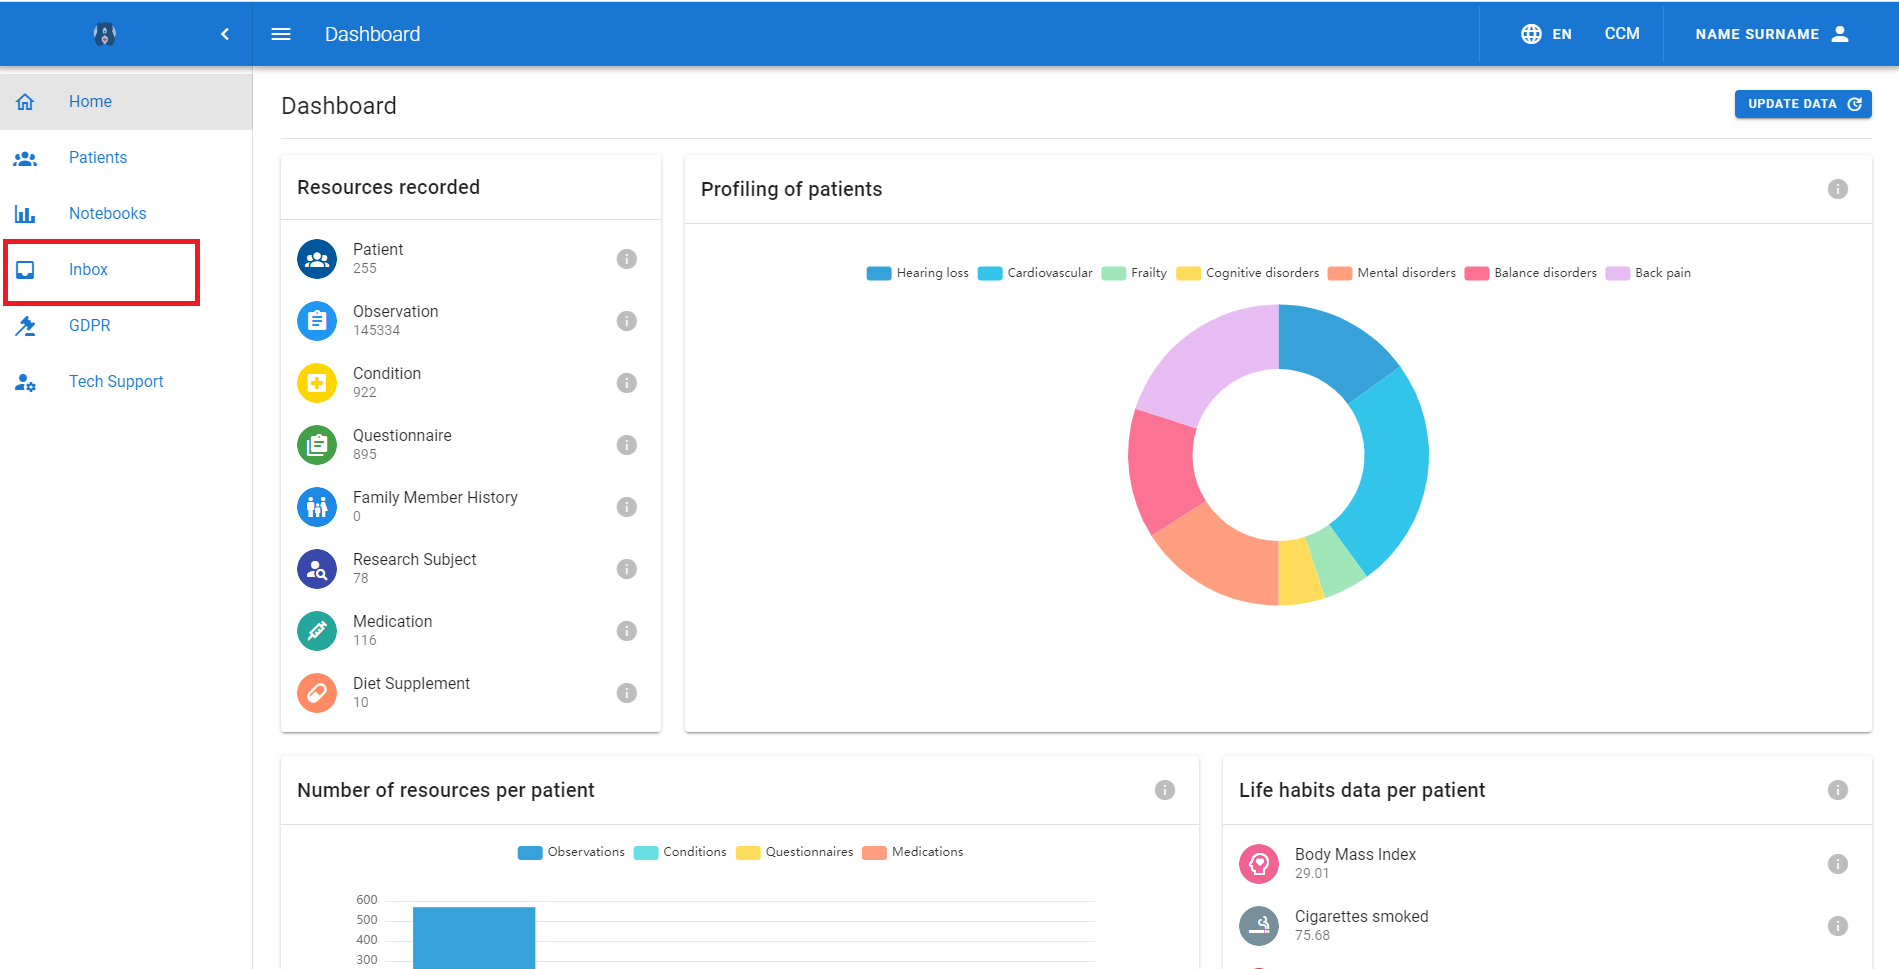 Dashboard
EN
CCM
NAME SURNAME
Home
Patients
Notebooks
Inbox
GDPR
Tech Support
Dashboard
UPDATE DATA
Resources recorded
Patient
255
Observation
145334
Condition
922
Questionnaire
895
Family Member History
0
Research Subject
78
Medication
116
Diet Supplement
10
Profiling of patients
Hearing loss Cardiovascular Frailty Cognitive disorders Mental disorders Balance disorders Back pain
Number of resources per patient
Observations Conditions Questionnaires Medications
600
500
400
300
Life habits data per patient
Body Mass Index
29.01
Cigarettes smoked
75.68